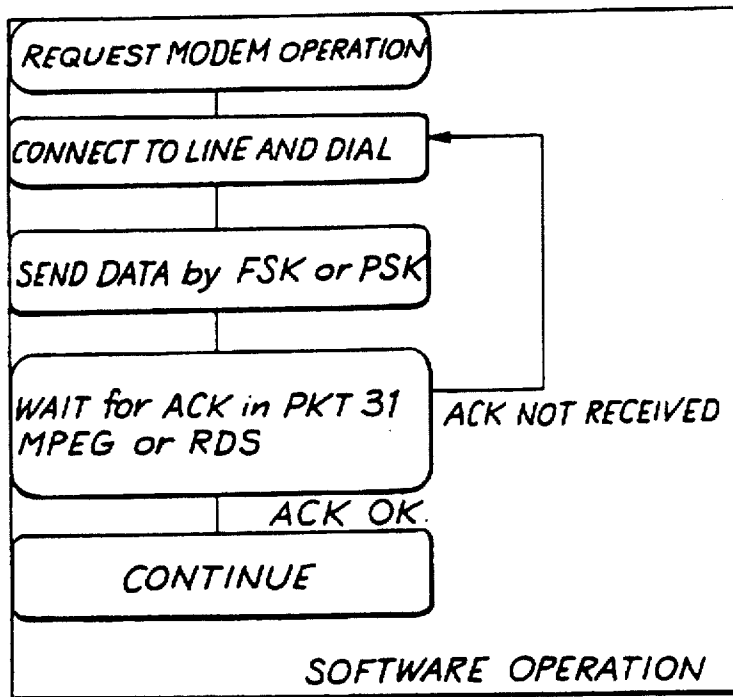 REQUEST MODEM OPERATION
CONNECT TO LINE AND DIAL
SEND DATA by FSK or PSK
WAIT for ACK in PKT 31
MPEG or RDS
ACK NOT RECEIVED
ACK OK.
CONTINUE
SOFTWARE OPERATION